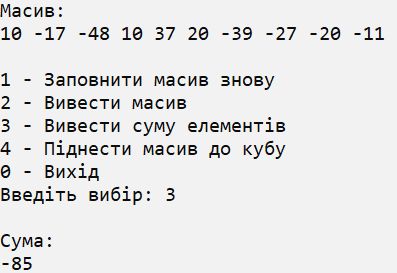 Масив:
10 -17 -48 10 37 20 -39 -27 -20 -11
1 - Заповнити масив знову
2 - Вивести масив
3 - Вивести суму елементів
4 - Піднести масив до кубу
0 - Вихід
Введіть вибір: 3
Сума:
-85